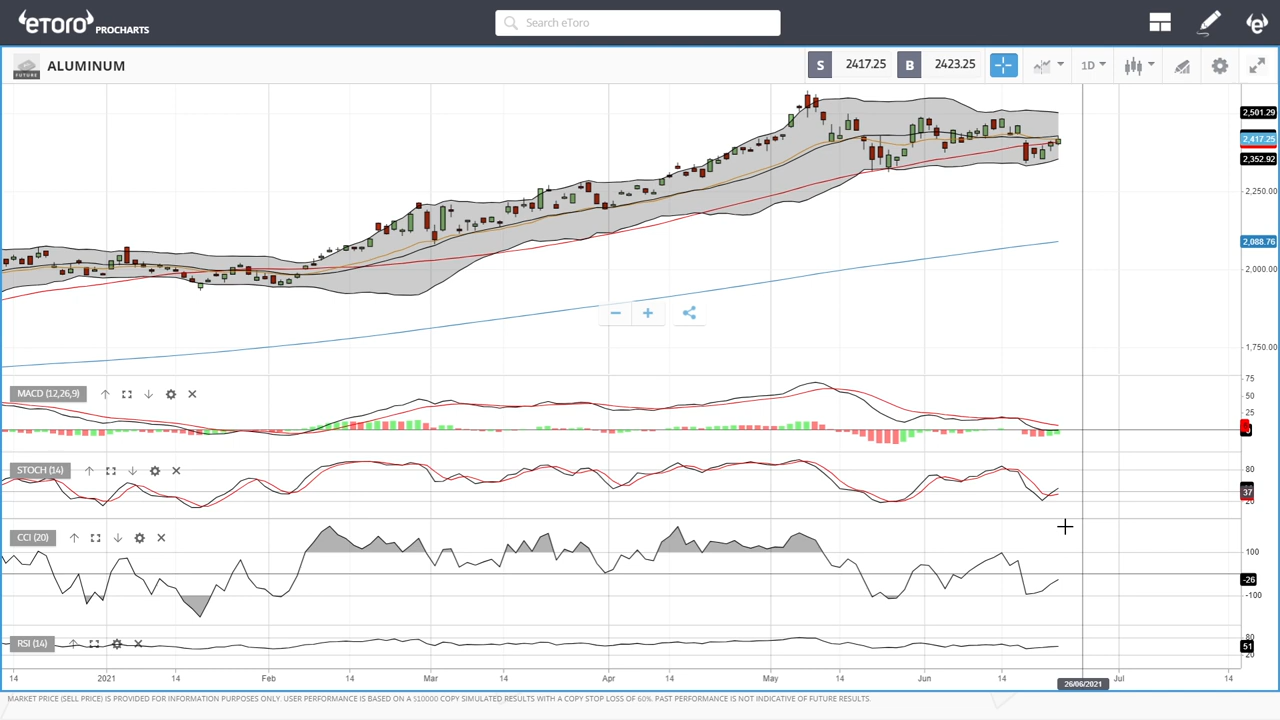 eToro PROCHARTS
Search eToro
FUTURE
ALUMINUM
S 2417.25 B 2423.25
1D
2,501.29
2,417.25
2,352.92
2,250.00
2,088.76
2,000.00
1,750.00
MACD (12,26,9)
75
50
25
0
STOCH (14)
80
37
20
CCI (20)
100
-26
-100
RSI (14)
80
51
20
14 2021 14 Feb 14 Mar 14 Apr 14 May 14 Jun 14 Jul 14
26/06/2021
MARKET PRICE (SELL PRICE) IS PROVIDED FOR INFORMATION PURPOSES ONLY. USER PERFORMANCE IS BASED ON A $10000 COPY SIMULATED RESULTS WITH A COPY STOP LOSS OF 60%. PAST PERFORMANCE IS NOT INDICATIVE OF FUTURE RESULTS.